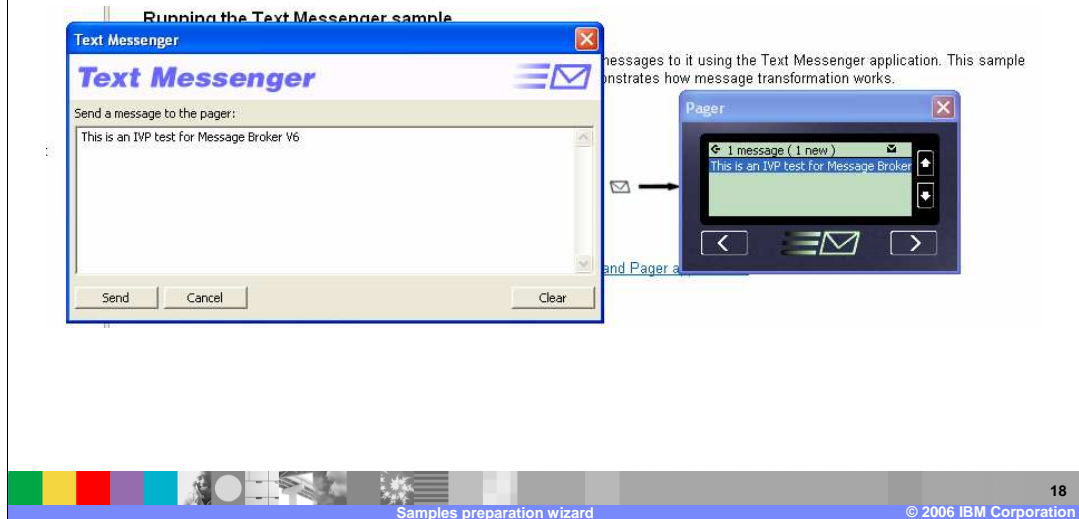 Running the Text Messenger sample
Text Messenger
Text Messenger
Send a message to the pager:
This is an IVP test for Message Broker V6
Send
Cancel
Clear
messages to it using the Text Messenger application. This sample
how message transformation works.
Pager
1 message ( 1 new )
This is an IVP test for Message Broker
and Pager
:
18
Samples preparation wizard
© 2006 IBM Corporation